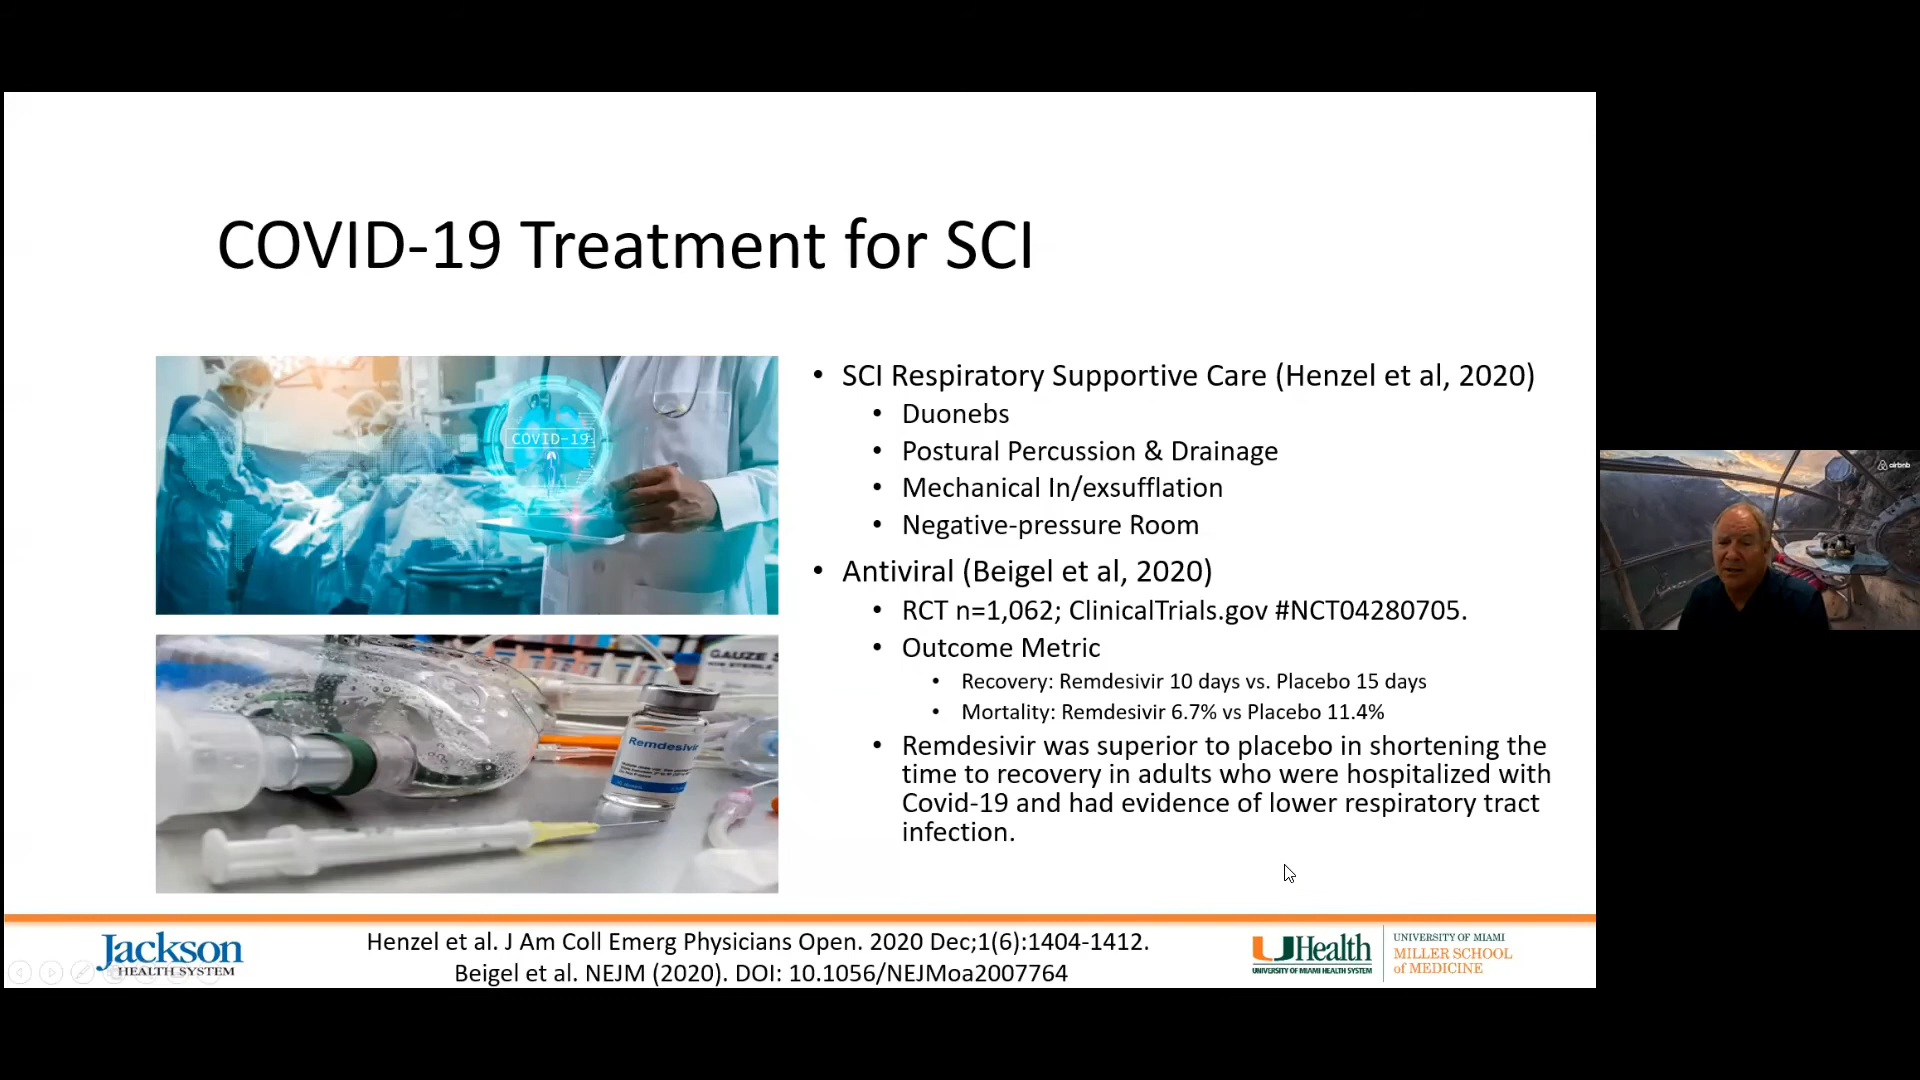 COVID-19 Treatment for SCI
COVID-19
GAUZE
Remdesivir
• SCI Respiratory Supportive Care (Henzel et al, 2020)
• Duonebs
• Postural Percussion & Drainage
• Mechanical In/exsufflation
• Negative-pressure Room
• Antiviral (Beigel et al, 2020)
• RCT n=1,062; ClinicalTrials.gov #NCT04280705.
• Outcome Metric
• Recovery: Remdesivir 10 days vs. Placebo 15 days
• Mortality: Remdesivir 6.7% vs Placebo 11.4%
• Remdesivir was superior to placebo in shortening the
time to recovery in adults who were hospitalized with
Covid-19 and had evidence of lower respiratory tract
infection.
airbnb
Jackson
HEALTH SYSTEM
Henzel et al. J Am Coll Emerg Physicians Open. 2020 Dec;1(6):1404-1412.
Beigel et al. NEJM (2020). DOI: 10.1056/NEJMoa2007764
UHealth
UNIVERSITY OF MIAMI HEALTH SYSTEM
UNIVERSITY OF MIAMI
MILLER SCHOOL
of MEDICINE